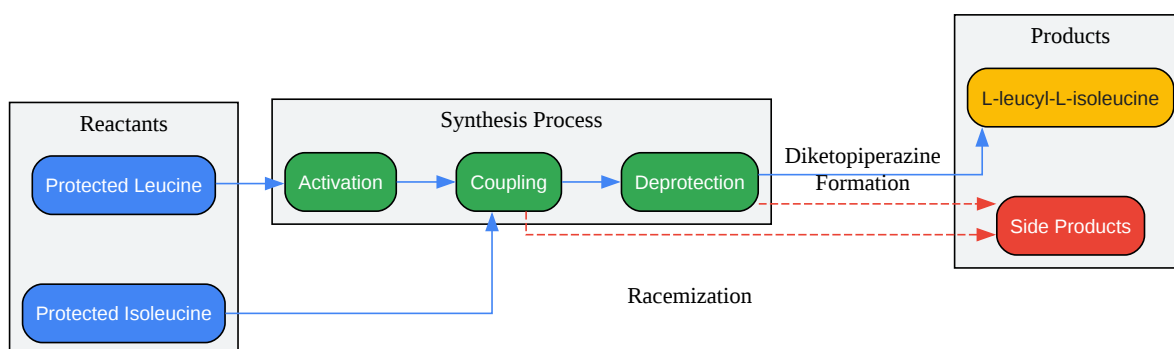 Reactants
Protected Leucine
Protected Isoleucine
Synthesis Process
Activation
Coupling
Deprotection
Diketopiperazine
Formation
Racemization
Products
L-leucyl-L-isoleucine
Side Products